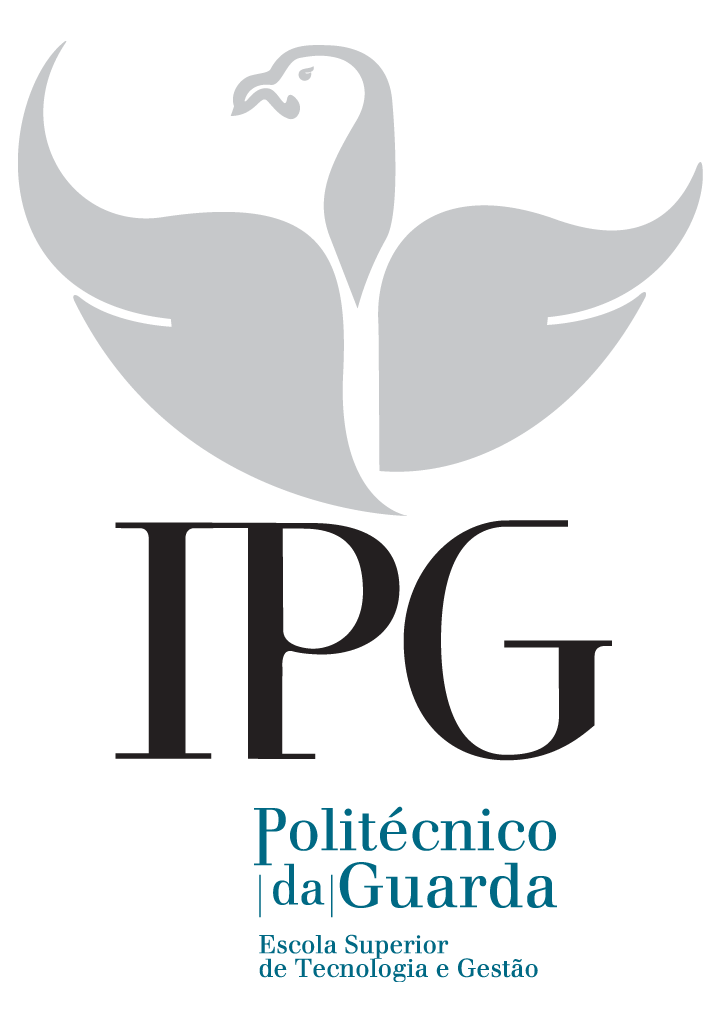 IPG
Politécnico
|da|Guarda
Escola Superior
de Tecnologia e Gestão